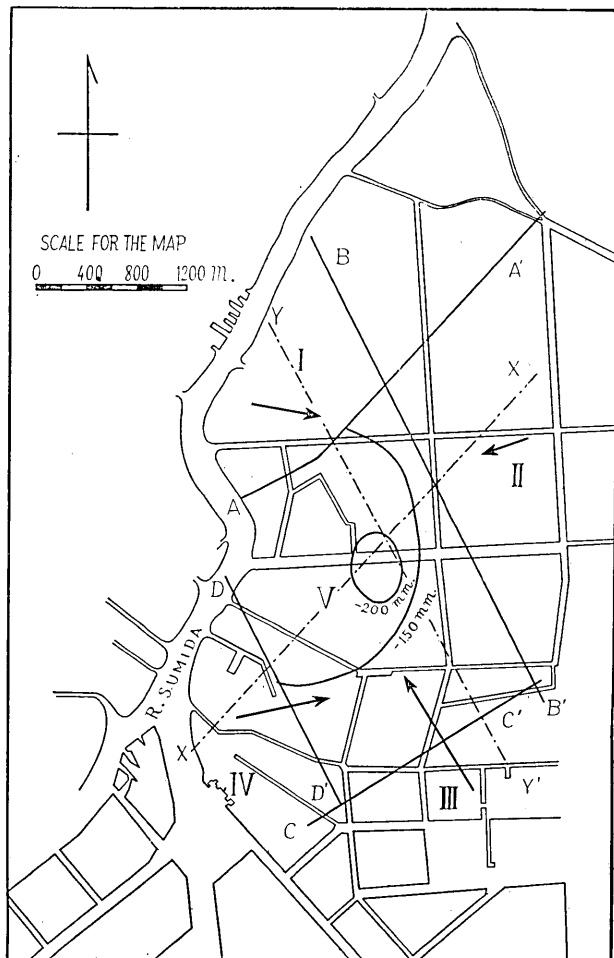 SCALE FOR THE MAP
0 400 800 1200 m.
B
A'
Y
I
X
II
A
D
V
-200 mm.
-150 mm.
R. SUMIDA
C'
B'
X
IV
D'
C
III
Y'